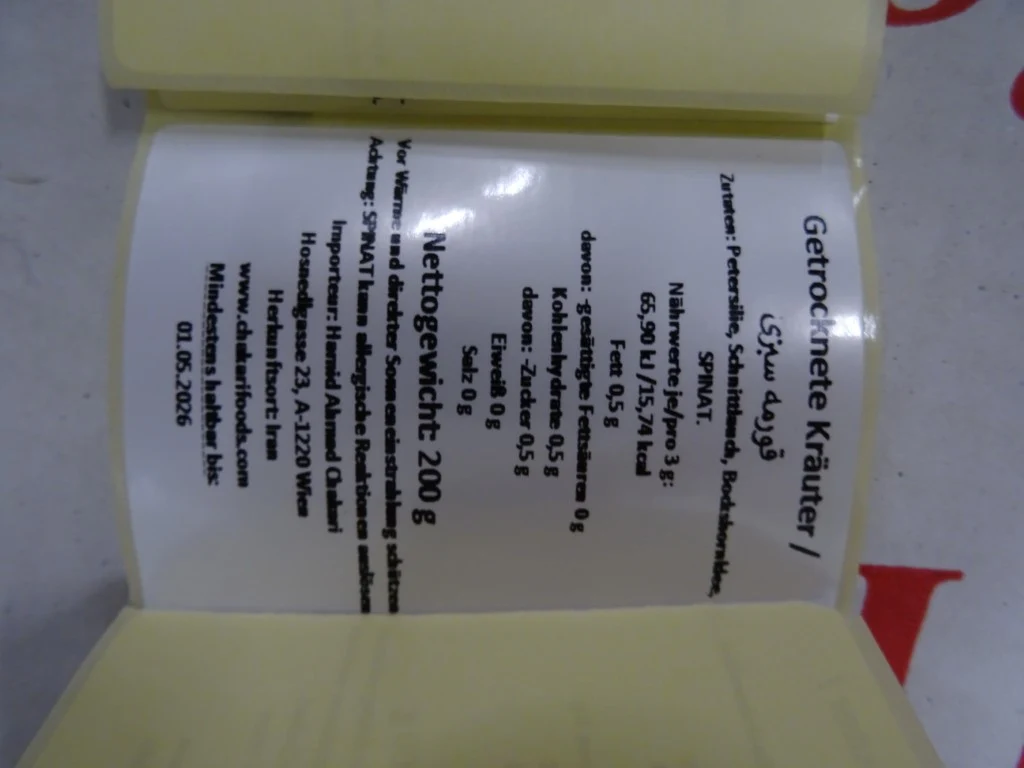 Getrocknete Kräuter /
قورمه سبزی
Zutaten: Petersilie, Schnittlauch, Bockshornklee,
SPINAT.
Nährwerte je/pro 3 g:
65,90 kJ /15,74 kcal
Fett 0,5 g
davon: -gesättigte Fettsäuren 0 g
Kohlenhydrate 0,5 g
davon: -Zucker 0,5 g
Eiweiß 0 g
Salz 0 g
Nettogewicht: 200 g
Vor Wärme und direkter Sonneneinstrahlung schützen
Achtung: SPINAT kann allergische Reaktionen auslösen
Importeur: Hamid Ahmad Chakari
Hosnedlgasse 23, A-1220 Wien
Herkunftsort: Iran
www.chakarifoods.com
Mindestens haltbar bis:
01.05.2026